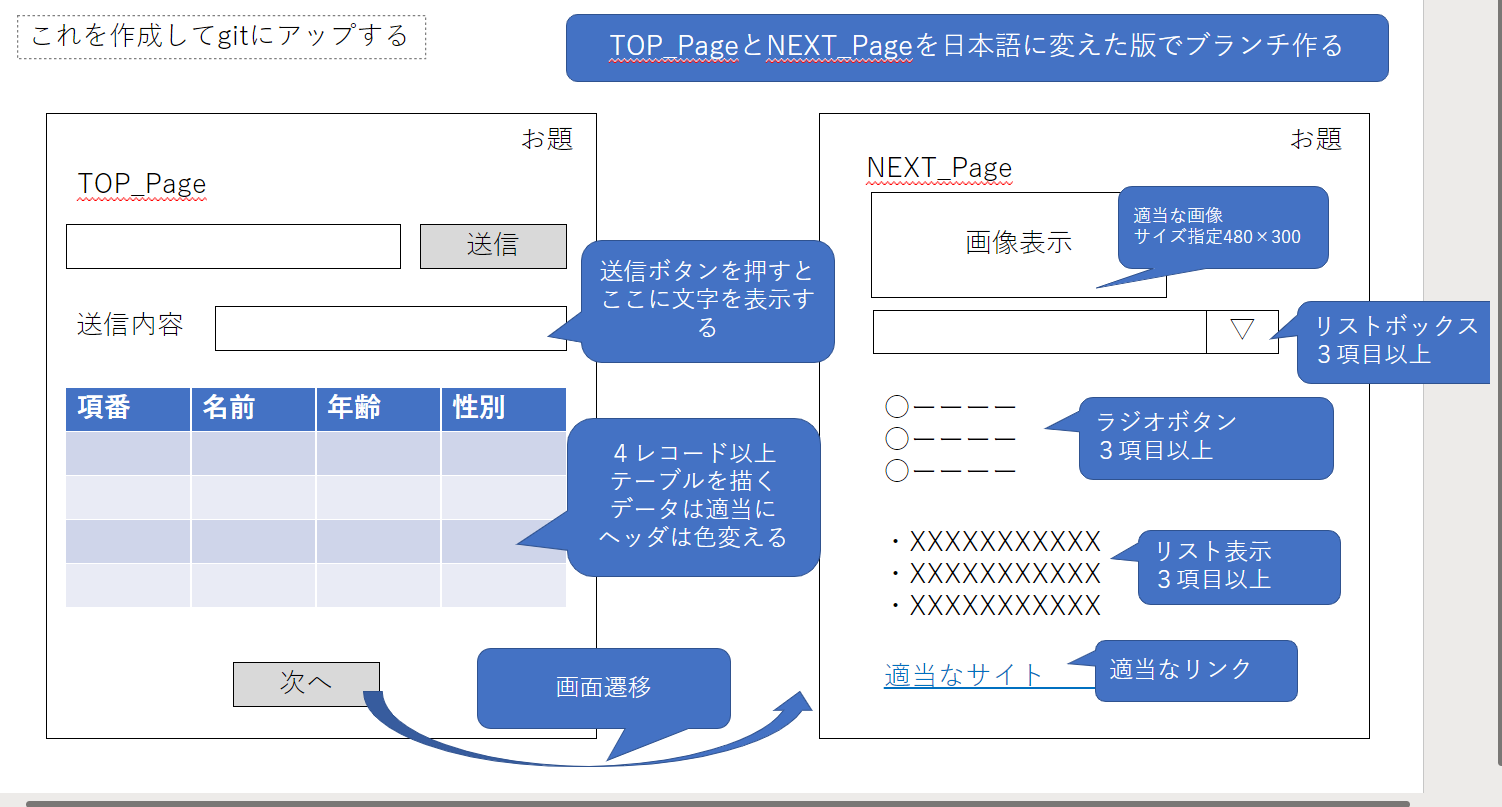 これを作成してgitにアップする
TOP_PageとNEXT_Pageを日本語に変えた版でブランチ作る
お題
TOP_Page
送信
送信ボタンを押すと
ここに文字を表示す
る
送信内容
項番 名前 年齢 性別
４レコード以上
テーブルを描く
データは適当に
ヘッダは色変える
次へ
画面遷移
お題
NEXT_Page
画像表示
適当な画像
サイズ指定480×300
▽
リストボックス
３項目以上
〇ーーーー
〇ーーーー
〇ーーーー
ラジオボタン
３項目以上
・XXXXXXXXXXX
・XXXXXXXXXXX
・XXXXXXXXXXX
リスト表示
３項目以上
適当なサイト
適当なリンク